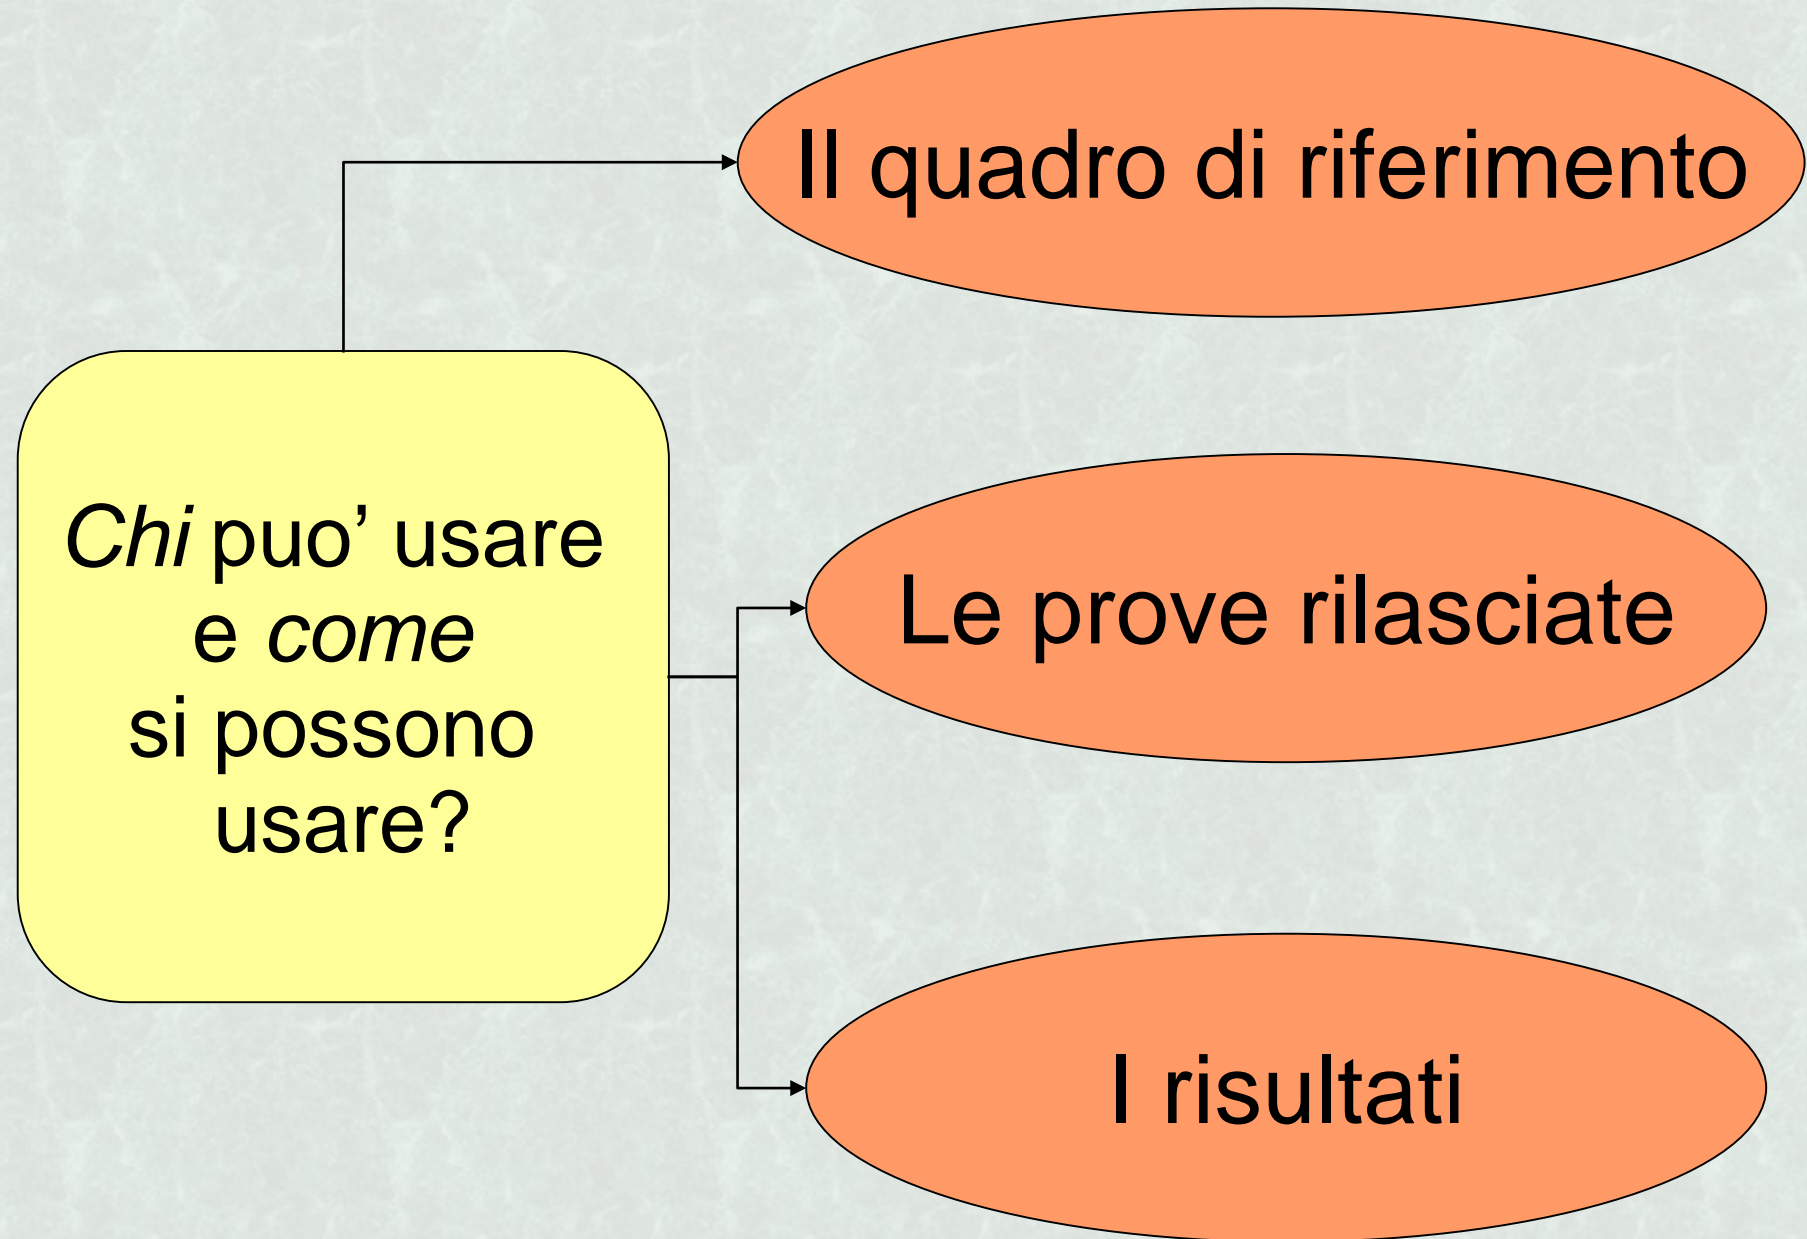 Il quadro di riferimento
Chi puo’ usare
e come
si possono
usare?
Le prove rilasciate
I risultati